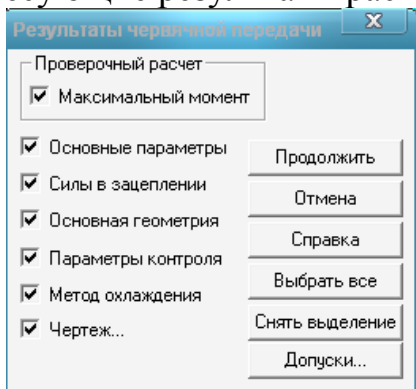 Результаты червячной передачи
X
Проверочный расчет
Максимальный момент
Основные параметры
Силы в зацеплении
Основная геометрия
Параметры контроля
Метод охлаждения
Чертеж...
Продолжить
Отмена
Справка
Выбрать все
Снять выделение
Допуски...